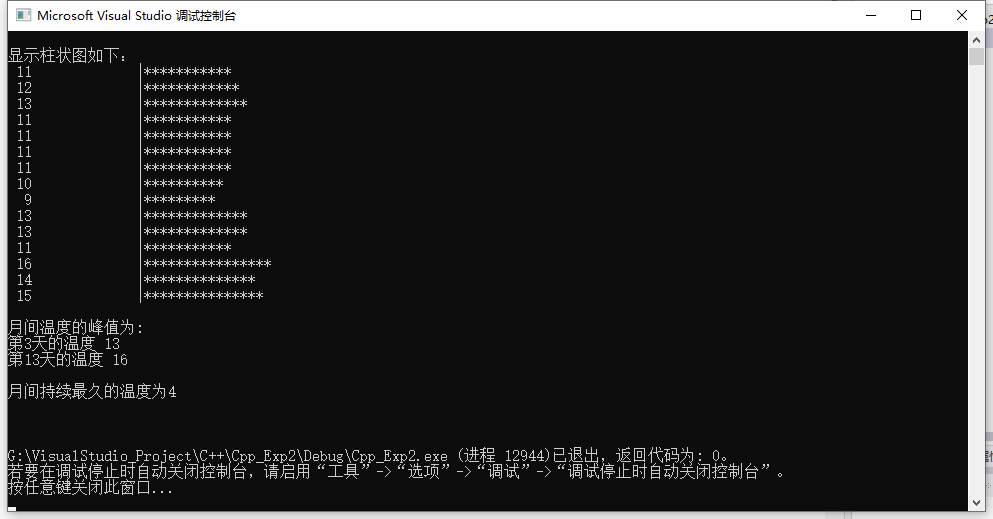 Microsoft Visual Studio 调试控制台
显示柱状图如下:
11 |***********
12 |************
13 |*************
11 |***********
11 |***********
11 |***********
11 |***********
10 |**********
9 |*********
13 |*************
13 |*************
11 |***********
16 |****************
14 |**************
15 |***************
月间温度的峰值为:
第3天的温度 13
第13天的温度 16
月间持续最久的温度为4
G:\VisualStudio_Project\C++\Cpp_Exp2\Debug\Cpp_Exp2.exe (进程 12944)已退出，返回代码为: 0。
若要在调试停止时自动关闭控制台，请启用“工具”->“选项”->“调试”->“调试停止时自动关闭控制台”。
按任意键关闭此窗口...